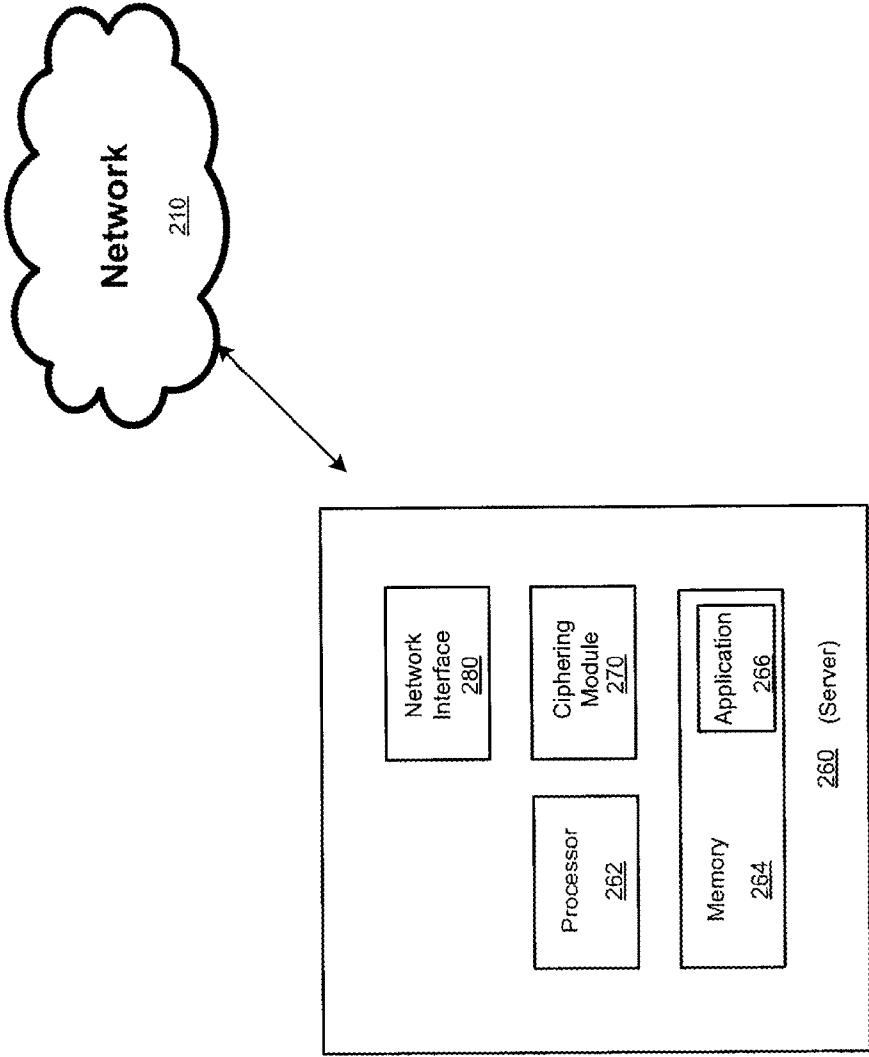 Network
210
Network
Interface
280
Processor
262
Ciphering
Module
270
Memory
264
Application
266
260 (Server)